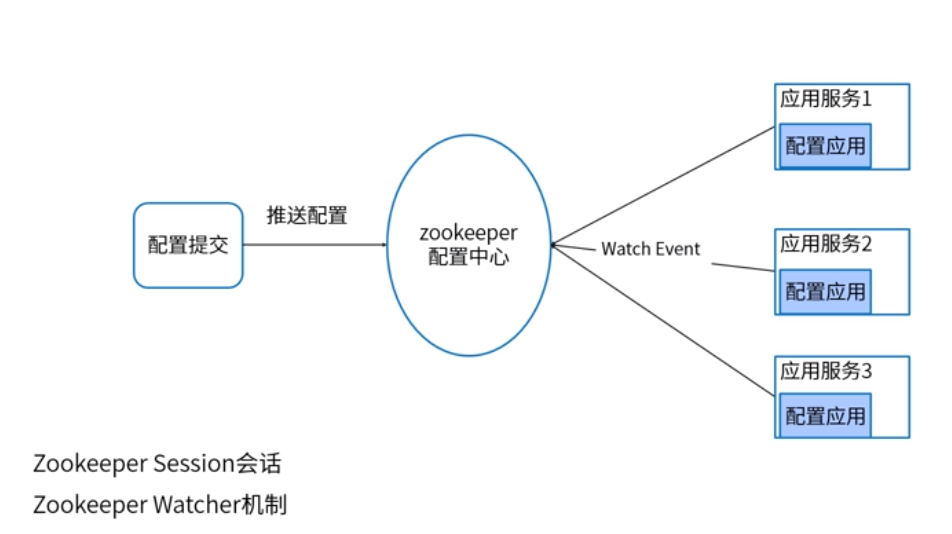 配置提交
推送配置
zookeeper
配置中心
Watch Event
应用服务1
配置应用
应用服务2
配置应用
应用服务3
配置应用
Zookeeper Session会话
Zookeeper Watcher机制